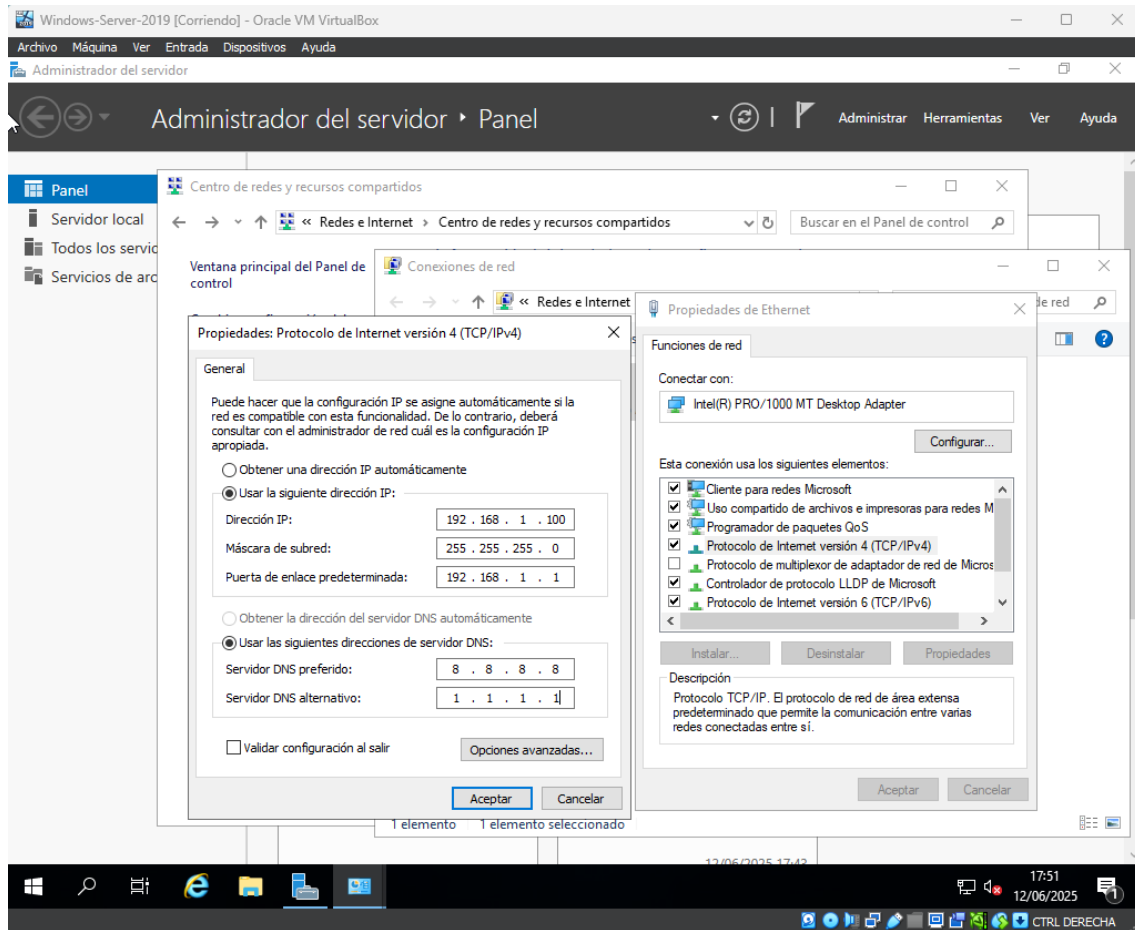 Windows-Server-2019 [Corriendo] - Oracle VM VirtualBox
Archivo Máquina Ver Entrada Dispositivos Ayuda
Administrador del servidor
Administrador del servidor ‣ Panel
Administrar Herramientas Ver Ayuda
Panel
Servidor local
Todos los servic
Servicios de arc
Centro de redes y recursos compartidos
« Redes e Internet › Centro de redes y recursos compartidos
Buscar en el Panel de control
Ventana principal del Panel de
control
Conexiones de red
« Redes e Internet
de red
Propiedades: Protocolo de Internet versión 4 (TCP/IPv4)
General
Puede hacer que la configuración IP se asigne automáticamente si la
red es compatible con esta funcionalidad. De lo contrario, deberá
consultar con el administrador de red cuál es la configuración IP
apropiada.
Obtener una dirección IP automáticamente
Usar la siguiente dirección IP:
Dirección IP: 192 . 168 . 1 . 100
Máscara de subred: 255 . 255 . 255 . 0
Puerta de enlace predeterminada: 192 . 168 . 1 . 1
Obtener la dirección del servidor DNS automáticamente
Usar las siguientes direcciones de servidor DNS:
Servidor DNS preferido: 8 . 8 . 8 . 8
Servidor DNS alternativo: 1 . 1 . 1 . 1
Validar configuración al salir
Opciones avanzadas...
Aceptar Cancelar
Propiedades de Ethernet
Funciones de red
Conectar con:
Intel(R) PRO/1000 MT Desktop Adapter
Configurar...
Esta conexión usa los siguientes elementos:
Cliente para redes Microsoft
Uso compartido de archivos e impresoras para redes M
Programador de paquetes QoS
Protocolo de Internet versión 4 (TCP/IPv4)
Protocolo de multiplexor de adaptador de red de Micros
Controlador de protocolo LLDP de Microsoft
Protocolo de Internet versión 6 (TCP/IPv6)
Instalar... Desinstalar Propiedades
Descripción
Protocolo TCP/IP. El protocolo de red de área extensa
predeterminado que permite la comunicación entre varias
redes conectadas entre sí.
Aceptar Cancelar
1 elemento 1 elemento seleccionado
12/06/2025 17:43
17:51
12/06/2025
1
CTRL DERECHA